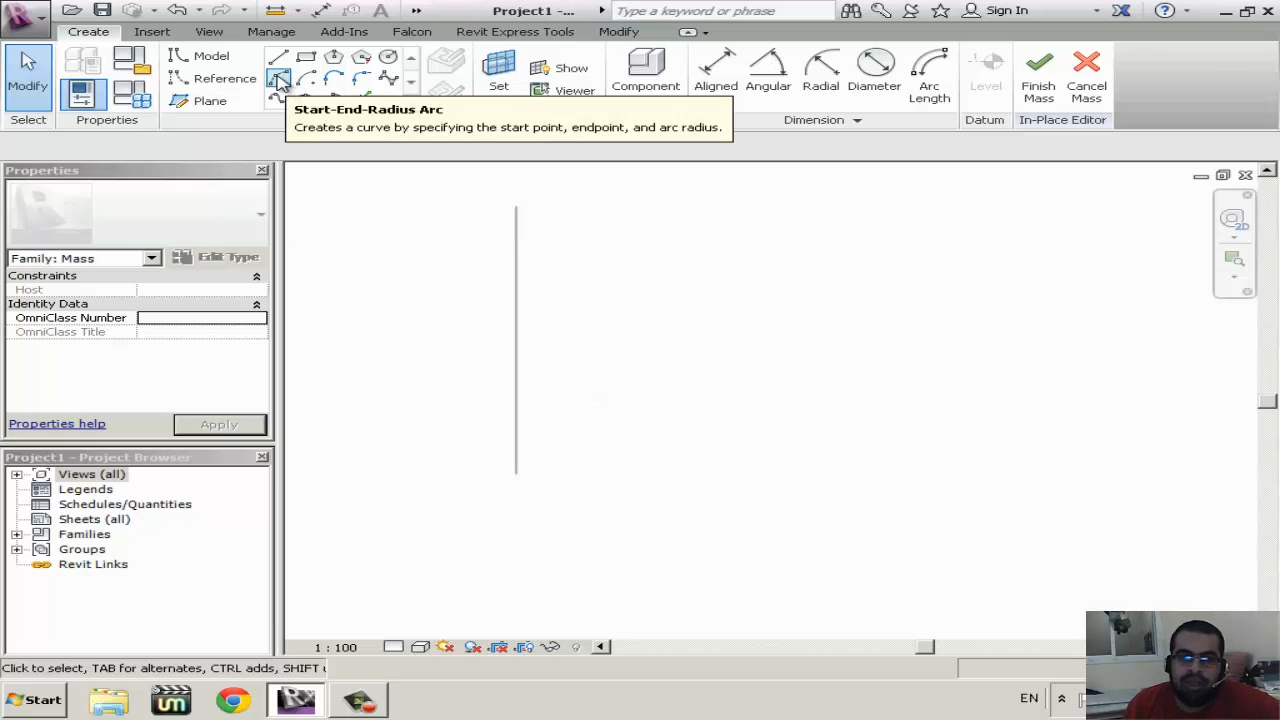 Project1 -...
Type a keyword or phrase
Sign In
Create
Insert
View
Manage
Add-Ins
Falcon
Revit Express Tools
Modify
Modify
Model
Reference
Plane
Set
Show
Viewer
Component
Aligned
Angular
Radial
Diameter
Arc
Length
Level
Finish
Mass
Cancel
Mass
Select
Properties
Dimension
Datum
In-Place Editor
Start-End-Radius Arc
Creates a curve by specifying the start point, endpoint, and arc radius.
Properties
Family: Mass
Edit Type
Constraints
Host
Identity Data
OmniClass Number
OmniClass Title
Properties help
Apply
Project1 - Project Browser
Views (all)
Legends
Schedules/Quantities
Sheets (all)
Families
Groups
Revit Links
2D
1 : 100
Click to select, TAB for alternates, CTRL adds, SHIFT
Start
um
EN